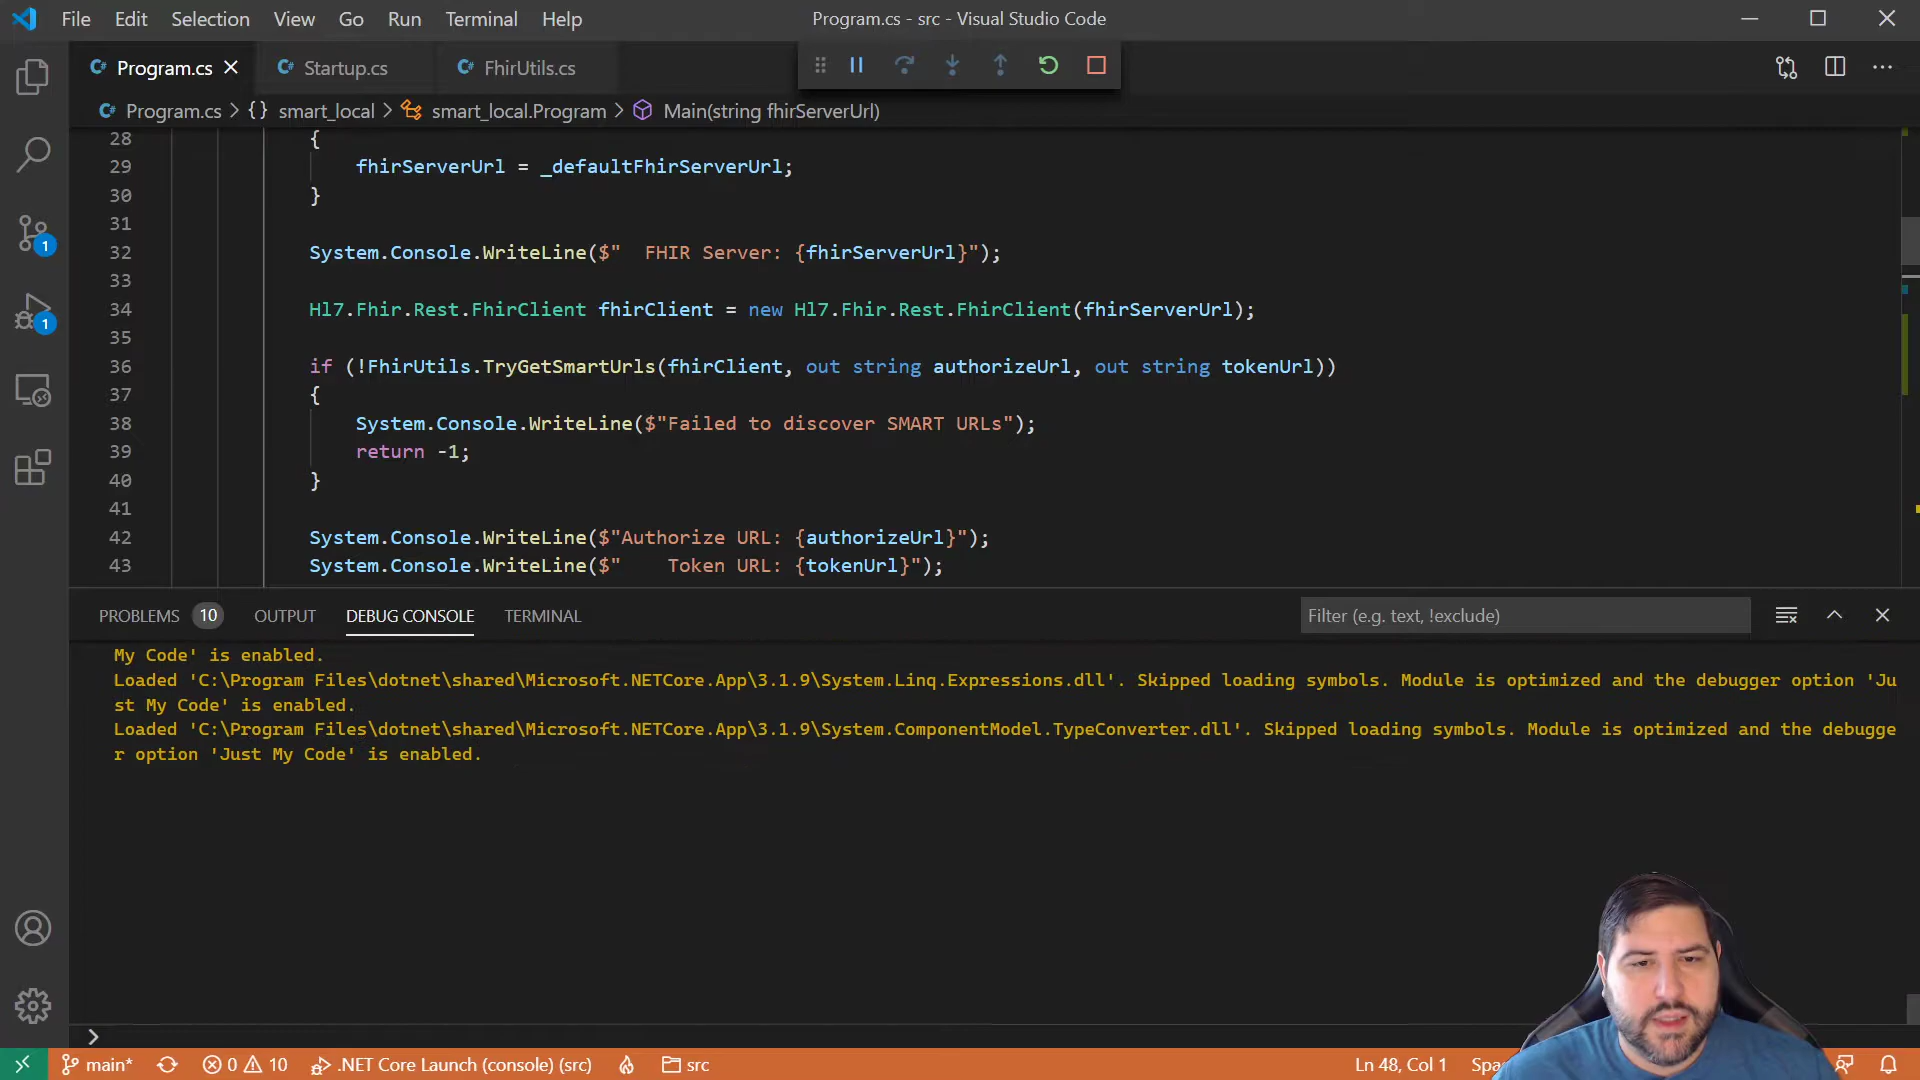 File Edit Selection View Go Run Terminal Help Program.cs - src - Visual Studio Code
Program.cs Startup.cs FhirUtils.cs
Program.cs > {} smart_local > smart_local.Program > Main(string fhirServerUrl)
28 {
29 fhirServerUrl = _defaultFhirServerUrl;
30 }
31
32 System.Console.WriteLine($"  FHIR Server: {fhirServerUrl}");
33
34 Hl7.Fhir.Rest.FhirClient fhirClient = new Hl7.Fhir.Rest.FhirClient(fhirServerUrl);
35
36 if (!FhirUtils.TryGetSmartUrls(fhirClient, out string authorizeUrl, out string tokenUrl))
37 {
38 System.Console.WriteLine($"Failed to discover SMART URLs");
39 return -1;
40 }
41
42 System.Console.WriteLine($"Authorize URL: {authorizeUrl}");
43 System.Console.WriteLine($"    Token URL: {tokenUrl}");
PROBLEMS 10 OUTPUT DEBUG CONSOLE TERMINAL Filter (e.g. text, !exclude)
My Code' is enabled.
Loaded 'C:\Program Files\dotnet\shared\Microsoft.NETCore.App\3.1.9\System.Linq.Expressions.dll'. Skipped loading symbols. Module is optimized and the debugger option 'Ju
st My Code' is enabled.
Loaded 'C:\Program Files\dotnet\shared\Microsoft.NETCore.App\3.1.9\System.ComponentModel.TypeConverter.dll'. Skipped loading symbols. Module is optimized and the debugge
r option 'Just My Code' is enabled.
1
1
main* 0 10 .NET Core Launch (console) (src) src Ln 48, Col 1